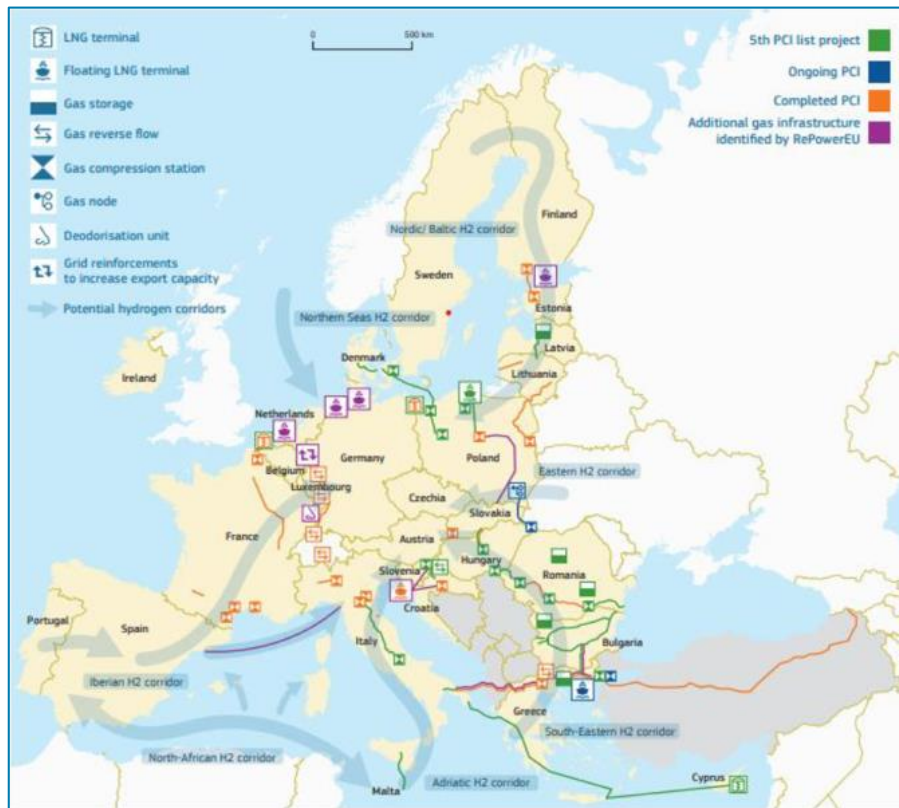 LNG terminal
Floating LNG terminal
Gas storage
Gas reverse flow
Gas compression station
Gas node
Deodorisation unit
Grid reinforcements
to increase export capacity
Potential hydrogen corridors
0
500 km
5th PCI list project
Ongoing PCI
Completed PCI
Additional gas infrastructure
identified by RePowerEU
Finland
Nordic/ Baltic H2 corridor
Sweden
Estonia
Northern Seas H2 corridor
Latvia
Denmark
Lithuania
Ireland
Netherlands
Germany
Poland
Belgium
Luxembourg
Eastern H2 corridor
Czechia
Slovakia
France
Austria
Hungary
Slovenia
Romania
Croatia
Portugal
Spain
Italy
Bulgaria
Iberian H2 corridor
Greece
South-Eastern H2 corridor
North-African H2 corridor
Adriatic H2 corridor
Cyprus
Malta